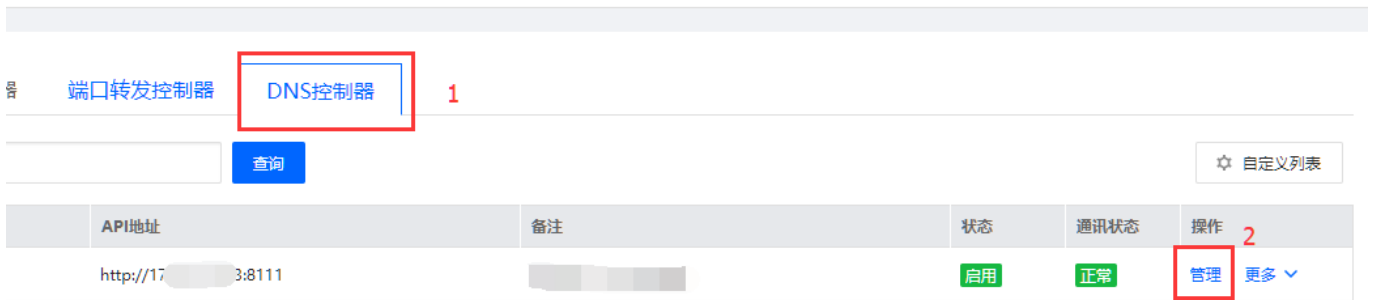 器 端口转发控制器 DNS控制器 1
查询 自定义列表
API地址 备注 状态 通讯状态 操作 2
http://17 3:8111 启用 正常 管理 更多